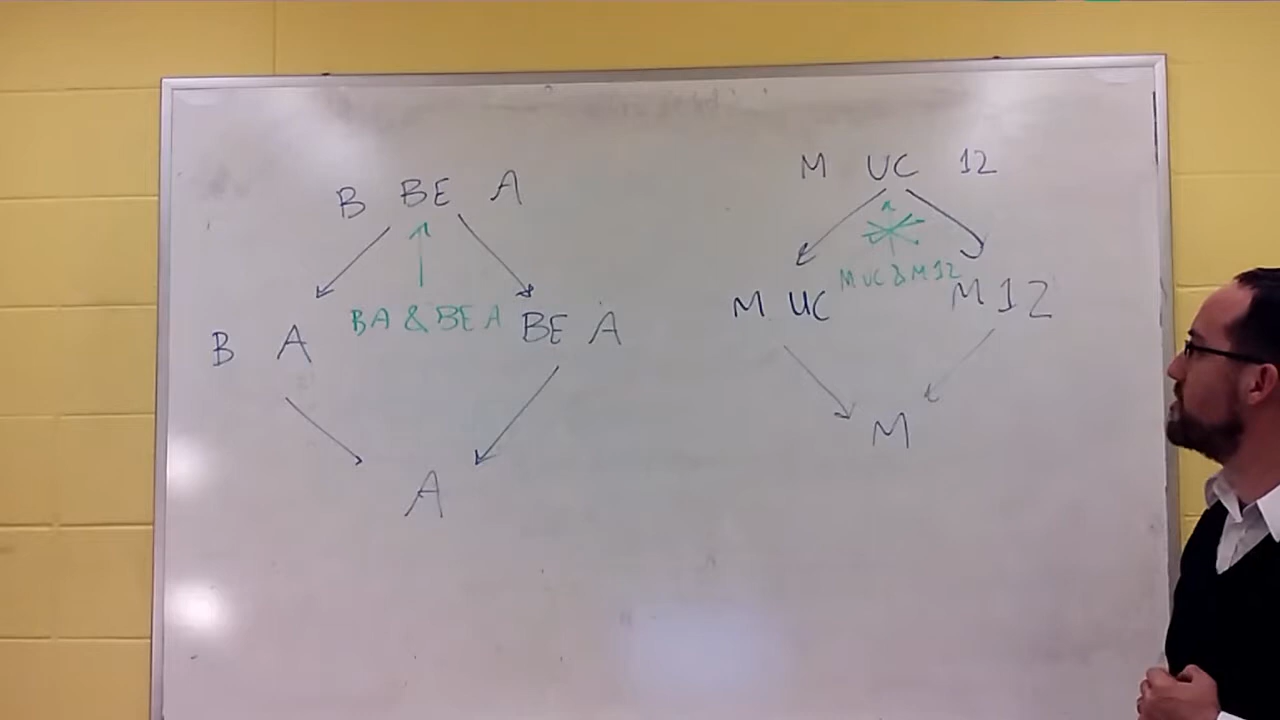 B BE A
B A
BA & BE A
BE A
A
M UC 12
M UC
M UC & M 12
M 12
M